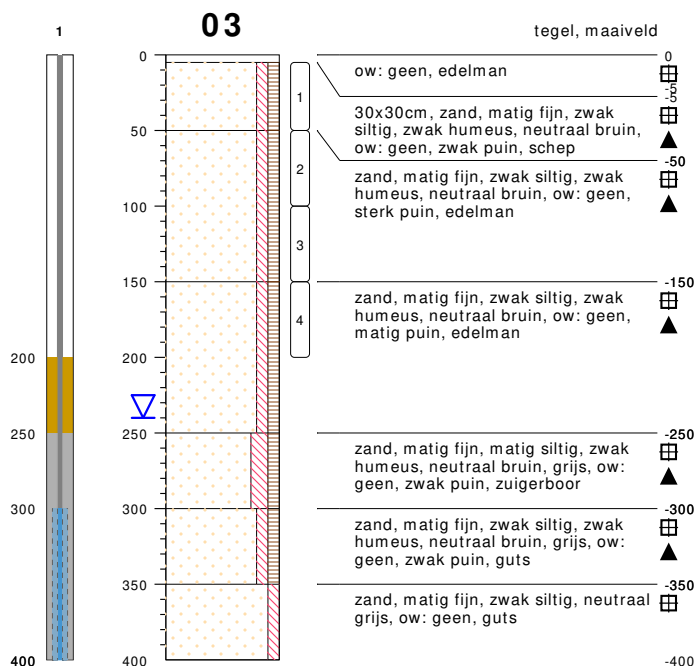 03
1
tegel, maaiveld
0
0
ow: geen, edelman
-5
-5
30x30cm, zand, matig fijn, zwak
siltig, zwak humeus, neutraal bruin,
ow: geen, zwak puin, schep
1
50
-50
zand, matig fijn, zwak siltig, zwak
humeus, neutraal bruin, ow: geen,
sterk puin, edelman
2
100
3
150
-150
zand, matig fijn, zwak siltig, zwak
humeus, neutraal bruin, ow: geen,
matig puin, edelman
4
200
200
250
250
-250
zand, matig fijn, matig siltig, zwak
humeus, neutraal bruin, grijs, ow:
geen, zwak puin, zuigerboor
300
300
-300
zand, matig fijn, zwak siltig, zwak
humeus, neutraal bruin, grijs, ow:
geen, zwak puin, guts
350
-350
zand, matig fijn, zwak siltig, neutraal
grijs, ow: geen, guts
400
400
-400